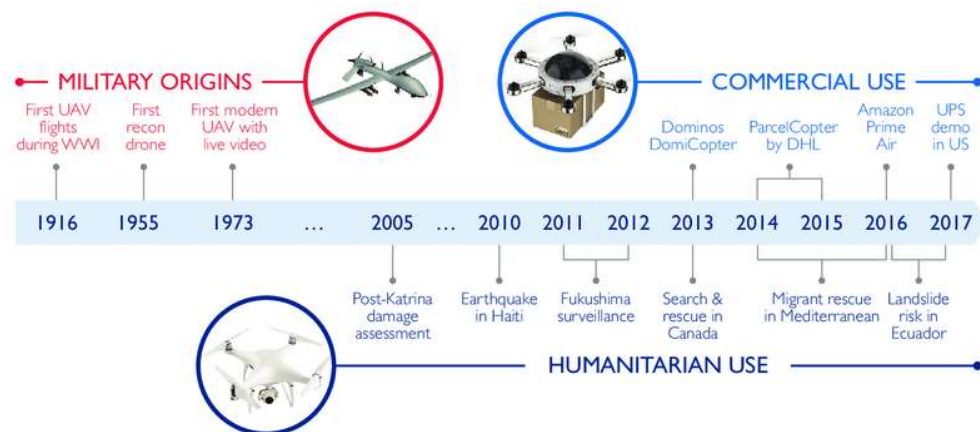 MILITARY ORIGINS
COMMERCIAL USE
First UAV
flights
during WWI
First
recon
drone
First modern
UAV with
live video
Dominos
DomiCopter
ParcelCopter
by DHL
Amazon
Prime
Air
UPS
demo
in US
1916 1955 1973 ... 2005 ... 2010 2011 2012 2013 2014 2015 2016 2017
Post-Katrina
damage
assessment
Earthquake
in Haiti
Fukushima
surveillance
Search &
rescue in
Canada
Migrant rescue
in Mediterranean
Landslide
risk in
Ecuador
HUMANITARIAN USE